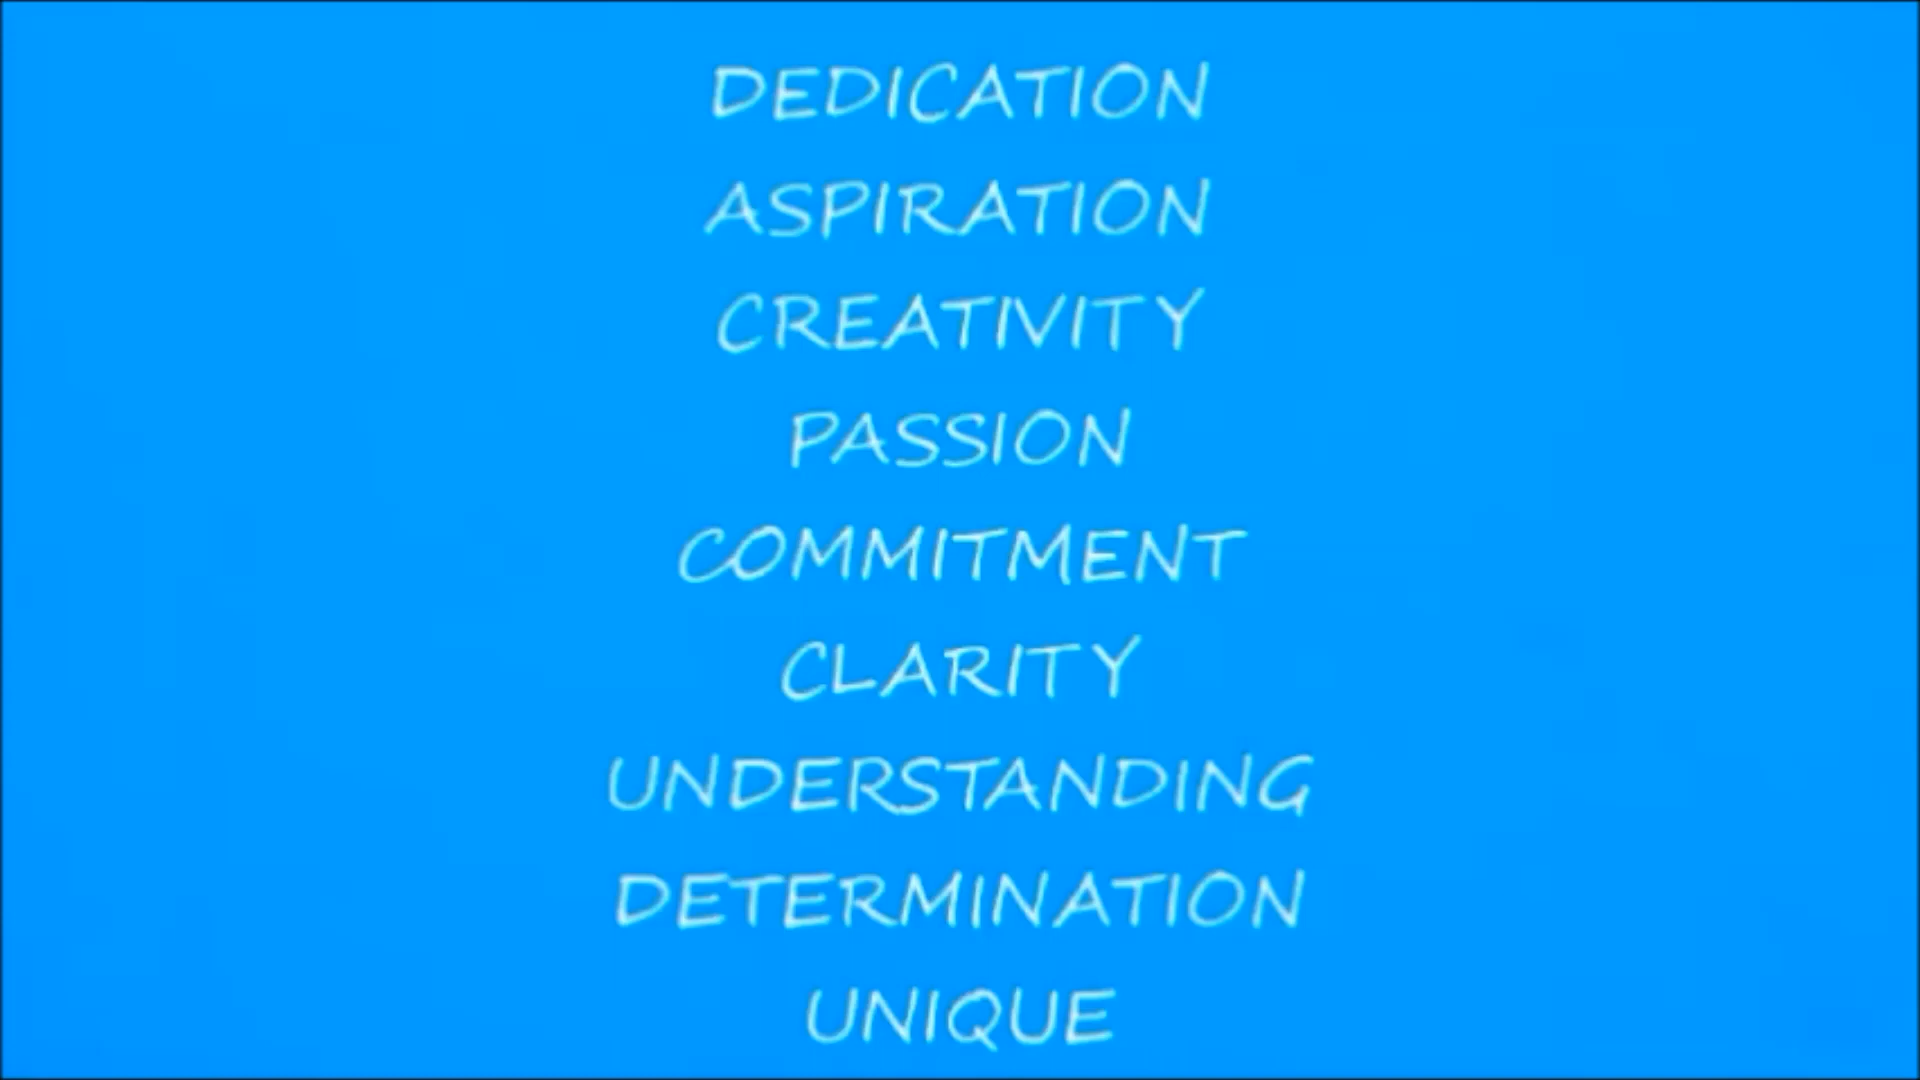 DEDICATION
ASPIRATION
CREATIVITY
PASSION
COMMITMENT
CLARITY
UNDERSTANDING
DETERMINATION
UNIQUE